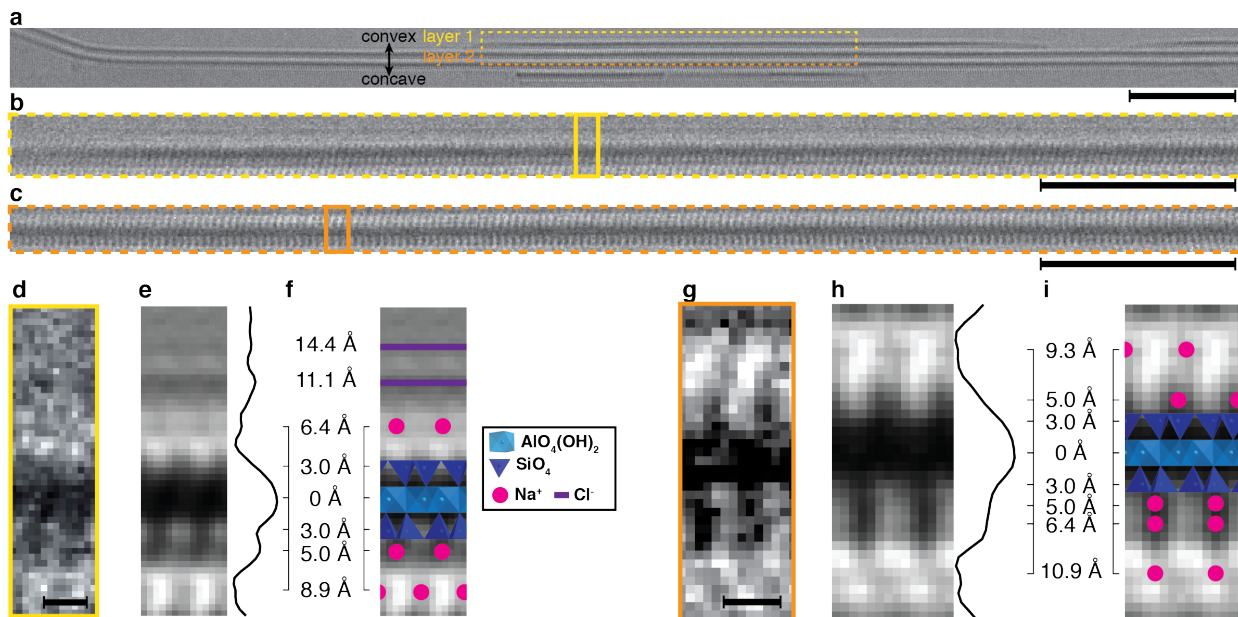 a
convex layer 1
layer 2
concave
b
c
d e f g h i
14.4 Å
11.1 Å
6.4 Å
3.0 Å
0 Å
3.0 Å
5.0 Å
8.9 Å
AlO₄(OH)₂
SiO₄
Na⁺ Cl⁻
9.3 Å
5.0 Å
3.0 Å
0 Å
3.0 Å
5.0 Å
6.4 Å
10.9 Å